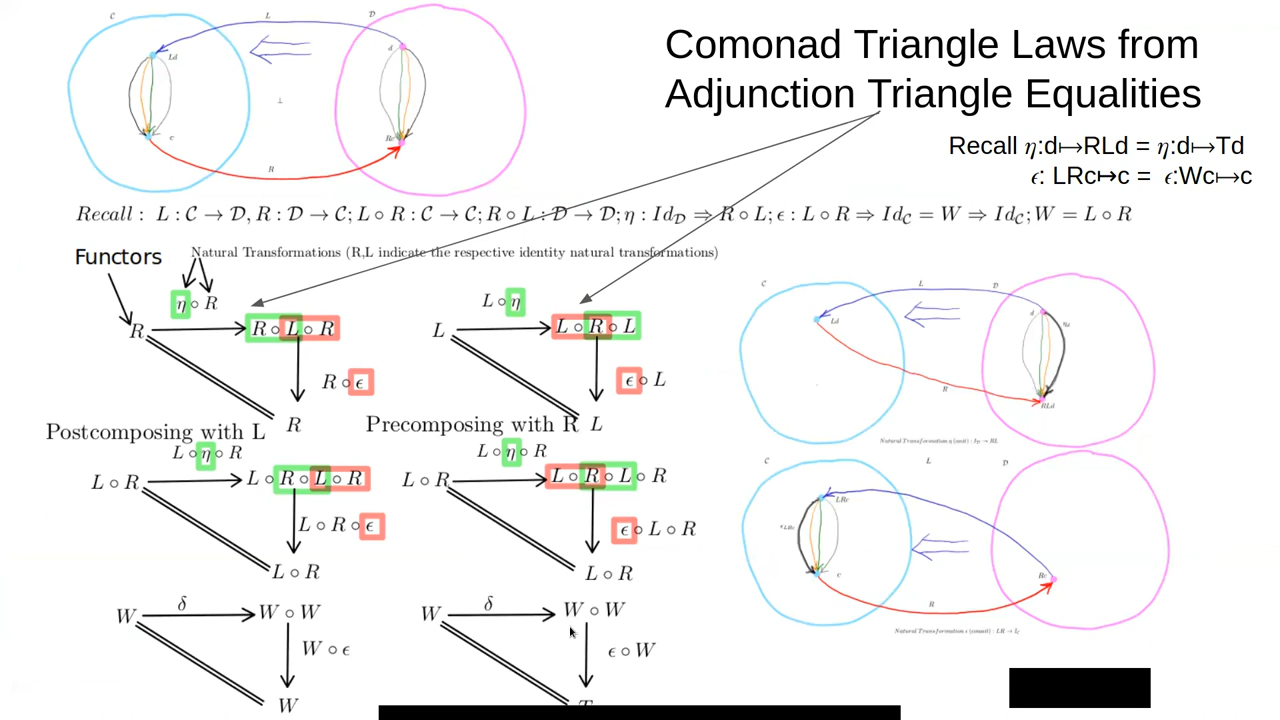 Comonad Triangle Laws from
Adjunction Triangle Equalities
Recall η:d↦RLd = η:d↦Td
ϵ: LRc↦c = ϵ:Wc↦c
C L D
Ld d
⊥
c Rc
R
Recall : L : C → D, R : D → C; L ∘ R : C → C; R ∘ L : D → D; η : Id_D ⇒ R ∘ L; ϵ : L ∘ R ⇒ Id_C = W ⇒ Id_C; W = L ∘ R
Functors
Natural Transformations (R,L indicate the respective identity natural transformations)
η ∘ R
R R ∘ L ∘ R
R ∘ ϵ
R
L ∘ η
L L ∘ R ∘ L
ϵ ∘ L
L
Postcomposing with L
L ∘ η ∘ R
L ∘ R L ∘ R ∘ L ∘ R
L ∘ R ∘ ϵ
L ∘ R
Precomposing with R
L ∘ η ∘ R
L ∘ R L ∘ R ∘ L ∘ R
ϵ ∘ L ∘ R
L ∘ R
δ
W W ∘ W
W ∘ ϵ
W
δ
W W ∘ W
ϵ ∘ W
C L D
Ld d
ηd
R
RLd
Natural Transformation η (unit) : I_D → RL
C L D
LRc
ϵLRc
c Rc
R
Natural Transformation ϵ (counit) : LR → I_C